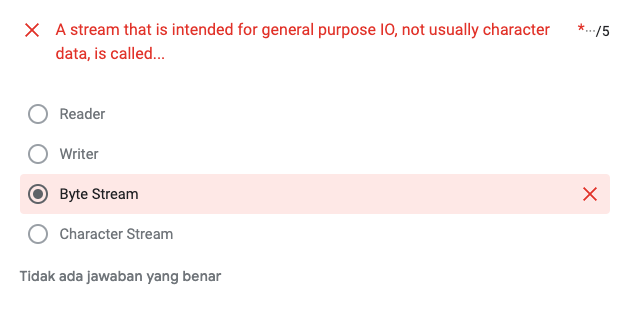 A stream that is intended for general purpose IO, not usually character
data, is called...
*···/5
Reader
Writer
Byte Stream
Character Stream
Tidak ada jawaban yang benar